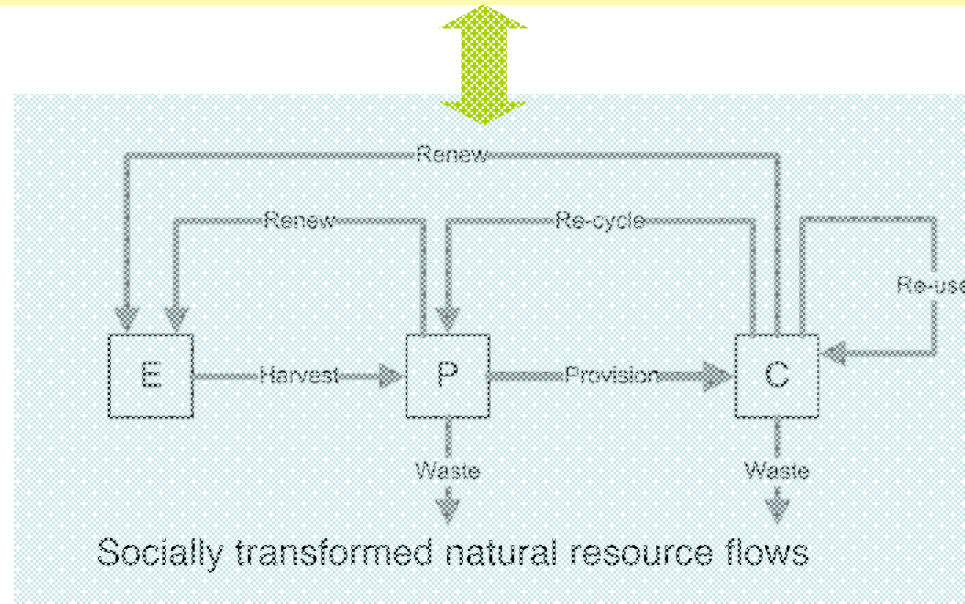 Renew
Renew
Re-cycle
Re-use
E
Harvest
P
Provision
C
Waste
Waste
Socially transformed natural resource flows